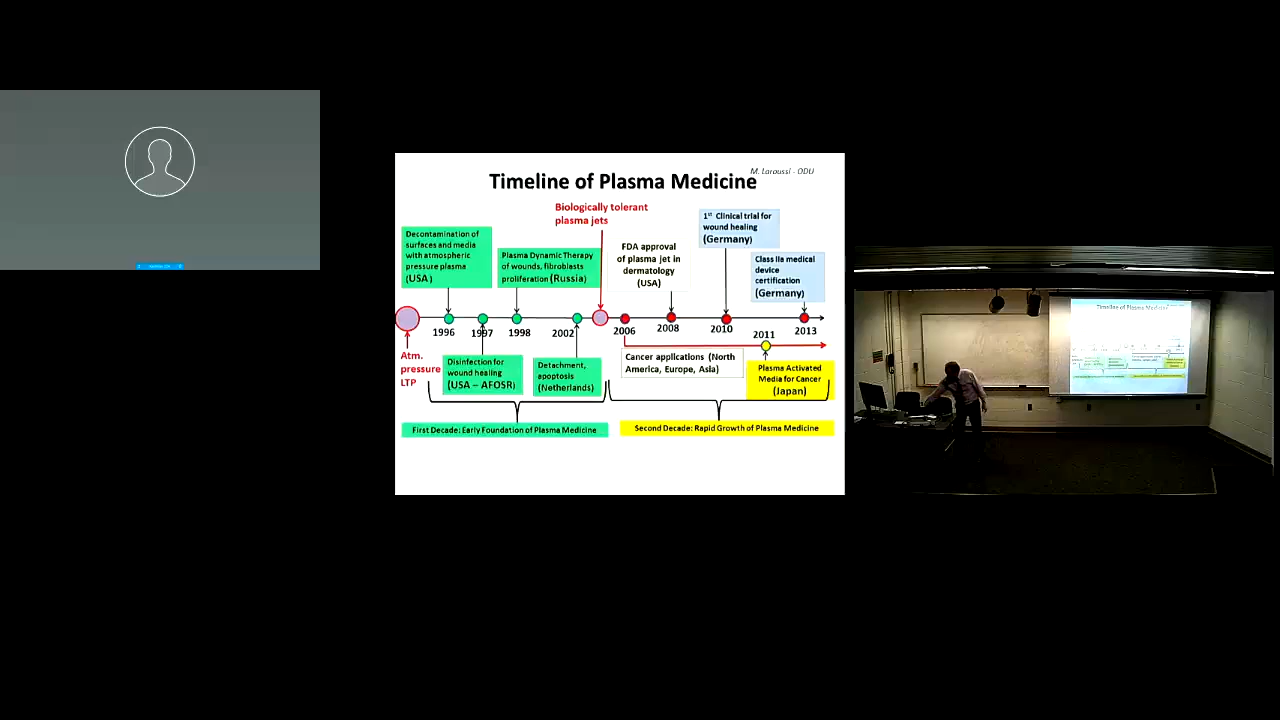 M. Laroussi - ODU
Timeline of Plasma Medicine
Biologically tolerant
plasma jets
Decontamination of
surfaces and media
with atmospheric
pressure plasma
(USA)
Plasma Dynamic Therapy
of wounds, fibroblasts
proliferation (Russia)
FDA approval
of plasma jet in
dermatology
(USA)
1st Clinical trial for
wound healing
(Germany)
Class IIa medical
device
certification
(Germany)
1996
1997
1998
2002
2006
2008
2010
2011
2013
Atm.
pressure
LTP
Disinfection for
wound healing
(USA – AFOSR)
Detachment,
apoptosis
(Netherlands)
Cancer applications (North
America, Europe, Asia)
Plasma Activated
Media for Cancer
(Japan)
First Decade: Early Foundation of Plasma Medicine
Second Decade: Rapid Growth of Plasma Medicine
Timeline of Plasma Medicine